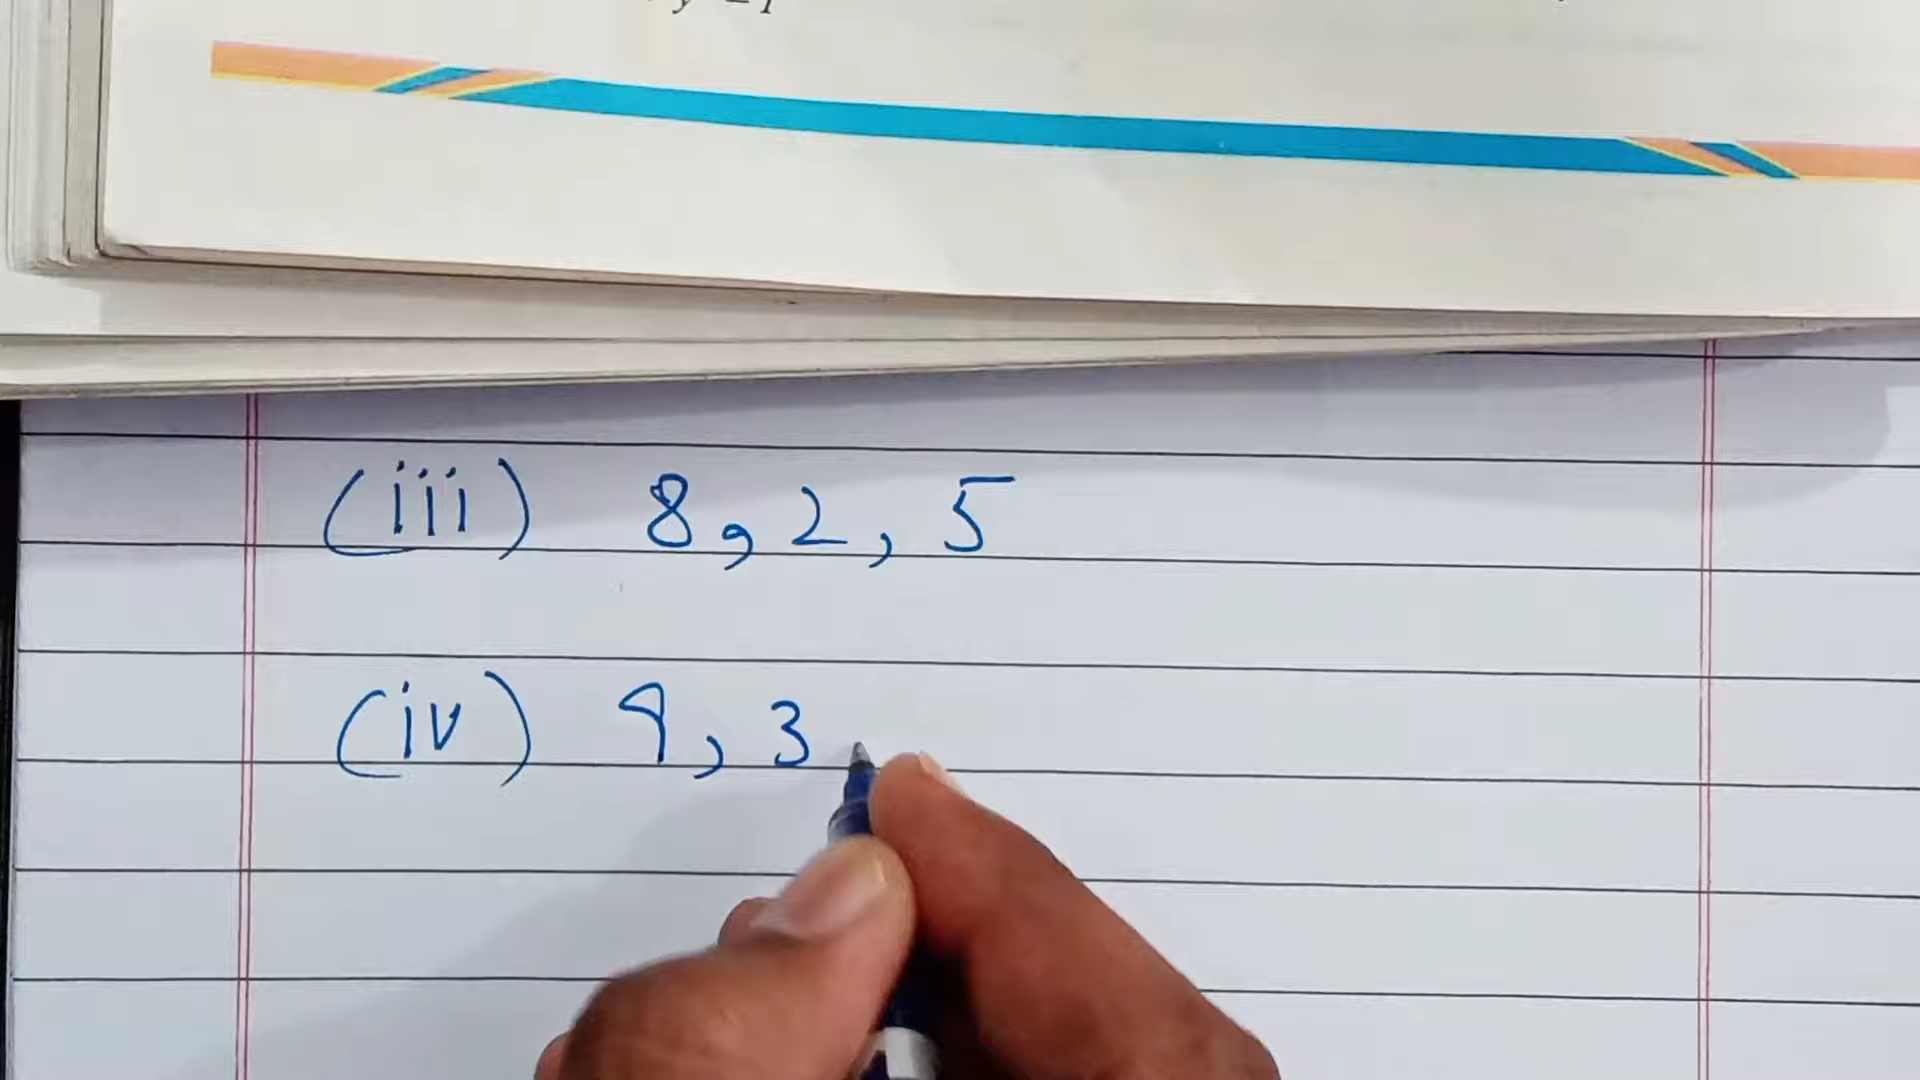 (iii) 8, 2, 5
(iv) 9, 3